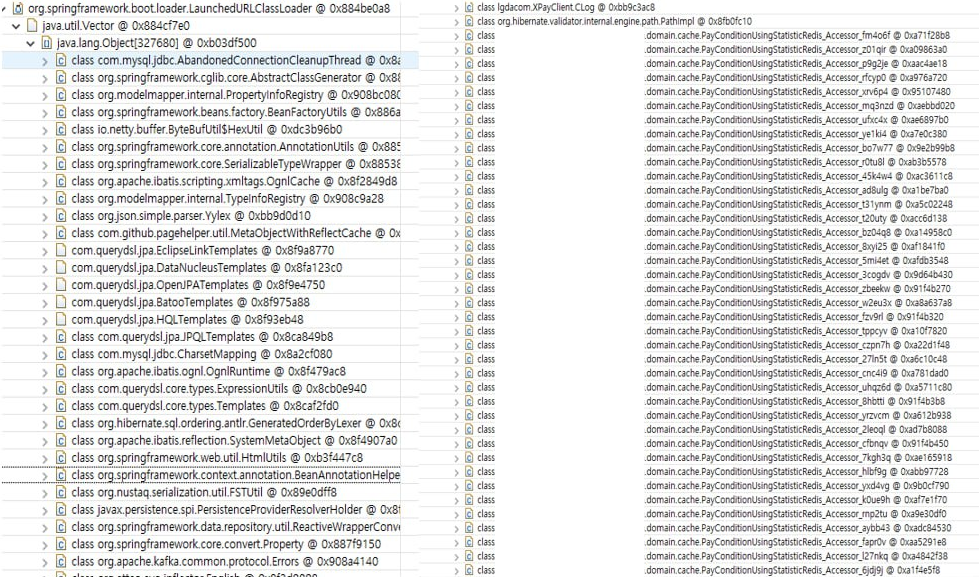 org.springframework.boot.loader.LaunchedURLClassLoader @ 0x884be0a8
java.util.Vector @ 0x884cf7e0
java.lang.Object[327680] @ 0xb03df500
class com.mysql.jdbc.AbandonedConnectionCleanupThread @ 0x8a
class org.springframework.cglib.core.AbstractClassGenerator @ 0x88
class org.modelmapper.internal.PropertyInfoRegistry @ 0x908bc080
class org.springframework.beans.factory.BeanFactoryUtils @ 0x886a
class io.netty.buffer.ByteBufUtil$HexUtil @ 0xdc3b96b0
class org.springframework.core.annotation.AnnotationUtils @ 0x885
class org.springframework.core.SerializableTypeWrapper @ 0x88538
class org.apache.ibatis.scripting.xmltags.OgnlCache @ 0x8f2849d8
class org.modelmapper.internal.TypeInfoRegistry @ 0x908c9a28
class org.json.simple.parser.Yylex @ 0xbb9d0d10
class com.github.pagehelper.util.MetaObjectWithReflectCache @ 0x
com.querydsl.jpa.EclipseLinkTemplates @ 0x8f9a8770
com.querydsl.jpa.DataNucleusTemplates @ 0x8fa123c0
com.querydsl.jpa.OpenJPATemplates @ 0x8f9e4750
com.querydsl.jpa.BatooTemplates @ 0x8f975a88
com.querydsl.jpa.HQLTemplates @ 0x8f93eb48
class com.querydsl.jpa.JPQLTemplates @ 0x8ca849b8
class com.mysql.jdbc.CharsetMapping @ 0x8a2cf080
class org.apache.ibatis.ognl.OgnlRuntime @ 0x8f479ac8
class com.querydsl.core.types.ExpressionUtils @ 0x8cb0e940
class com.querydsl.core.types.Templates @ 0x8caf2fd0
class org.hibernate.sql.ordering.antlr.GeneratedOrderByLexer @ 0x8c
class org.apache.ibatis.reflection.SystemMetaObject @ 0x8f4907a0
class org.springframework.web.util.HtmlUtils @ 0xb3f447c8
class org.springframework.context.annotation.BeanAnnotationHelpe
class org.nustaq.serialization.util.FSTUtil @ 0x89e0dff8
class javax.persistence.spi.PersistenceProviderResolverHolder @ 0x8f
class org.springframework.data.repository.util.ReactiveWrapperConve
class org.springframework.core.convert.Property @ 0x887f9150
class org.apache.kafka.common.protocol.Errors @ 0x908a4140
class lgdacom.XPayClient.CLog @ 0xbb9c3ac8
class org.hibernate.validator.internal.engine.path.PathImpl @ 0x8fb0fc10
class .domain.cache.PayConditionUsingStatisticRedis_Accessor_fm4o6f @ 0xa71f28b8
class .domain.cache.PayConditionUsingStatisticRedis_Accessor_z01qir @ 0xa09863a0
class .domain.cache.PayConditionUsingStatisticRedis_Accessor_p9g2je @ 0xaac4ae18
class .domain.cache.PayConditionUsingStatisticRedis_Accessor_rfcyp0 @ 0xa976a720
class .domain.cache.PayConditionUsingStatisticRedis_Accessor_xrv6p4 @ 0x95107480
class .domain.cache.PayConditionUsingStatisticRedis_Accessor_mq3nzd @ 0xaebbd020
class .domain.cache.PayConditionUsingStatisticRedis_Accessor_ufxc4x @ 0xae6897b0
class .domain.cache.PayConditionUsingStatisticRedis_Accessor_ye1ki4 @ 0xa7e0c380
class .domain.cache.PayConditionUsingStatisticRedis_Accessor_bo7w77 @ 0x9e2b99b8
class .domain.cache.PayConditionUsingStatisticRedis_Accessor_r0tu8l @ 0xab3b5578
class .domain.cache.PayConditionUsingStatisticRedis_Accessor_45k4w4 @ 0xac3611c8
class .domain.cache.PayConditionUsingStatisticRedis_Accessor_ad8ulg @ 0xa1be7ba0
class .domain.cache.PayConditionUsingStatisticRedis_Accessor_t31ynm @ 0xa5c02248
class .domain.cache.PayConditionUsingStatisticRedis_Accessor_t20uty @ 0xacc6d138
class .domain.cache.PayConditionUsingStatisticRedis_Accessor_bz04q8 @ 0xa14958c0
class .domain.cache.PayConditionUsingStatisticRedis_Accessor_8xyi25 @ 0xaf1841f0
class .domain.cache.PayConditionUsingStatisticRedis_Accessor_5mi4et @ 0xafdb3548
class .domain.cache.PayConditionUsingStatisticRedis_Accessor_3cogdv @ 0x9d64b430
class .domain.cache.PayConditionUsingStatisticRedis_Accessor_zbeekw @ 0x91f4b270
class .domain.cache.PayConditionUsingStatisticRedis_Accessor_w2eu3x @ 0xa8a637a8
class .domain.cache.PayConditionUsingStatisticRedis_Accessor_fzv9rl @ 0x91f4b320
class .domain.cache.PayConditionUsingStatisticRedis_Accessor_tppcyv @ 0xa10f7820
class .domain.cache.PayConditionUsingStatisticRedis_Accessor_czpn7h @ 0xa22d1f48
class .domain.cache.PayConditionUsingStatisticRedis_Accessor_27ln5t @ 0xa6c10c48
class .domain.cache.PayConditionUsingStatisticRedis_Accessor_cnc4i9 @ 0xa781dad0
class .domain.cache.PayConditionUsingStatisticRedis_Accessor_uhqz6d @ 0xa5711c80
class .domain.cache.PayConditionUsingStatisticRedis_Accessor_8hbtti @ 0x91f4b3b8
class .domain.cache.PayConditionUsingStatisticRedis_Accessor_yrzvcm @ 0xa612b938
class .domain.cache.PayConditionUsingStatisticRedis_Accessor_2leoql @ 0xad7b8088
class .domain.cache.PayConditionUsingStatisticRedis_Accessor_cfbnqv @ 0x91f4b450
class .domain.cache.PayConditionUsingStatisticRedis_Accessor_7kgh3q @ 0xae165918
class .domain.cache.PayConditionUsingStatisticRedis_Accessor_hlbf9g @ 0xabb97728
class .domain.cache.PayConditionUsingStatisticRedis_Accessor_yxd4vg @ 0x9b0cf790
class .domain.cache.PayConditionUsingStatisticRedis_Accessor_k0ue9h @ 0xaf7e1f70
class .domain.cache.PayConditionUsingStatisticRedis_Accessor_rnp2tu @ 0xa9e30df0
class .domain.cache.PayConditionUsingStatisticRedis_Accessor_aybb43 @ 0xadc84530
class .domain.cache.PayConditionUsingStatisticRedis_Accessor_fapr0v @ 0xaa5291e8
class .domain.cache.PayConditionUsingStatisticRedis_Accessor_l27nkq @ 0xa4842f38
class .domain.cache.PayConditionUsingStatisticRedis_Accessor_6jdj9j @ 0xa1f4e5f8